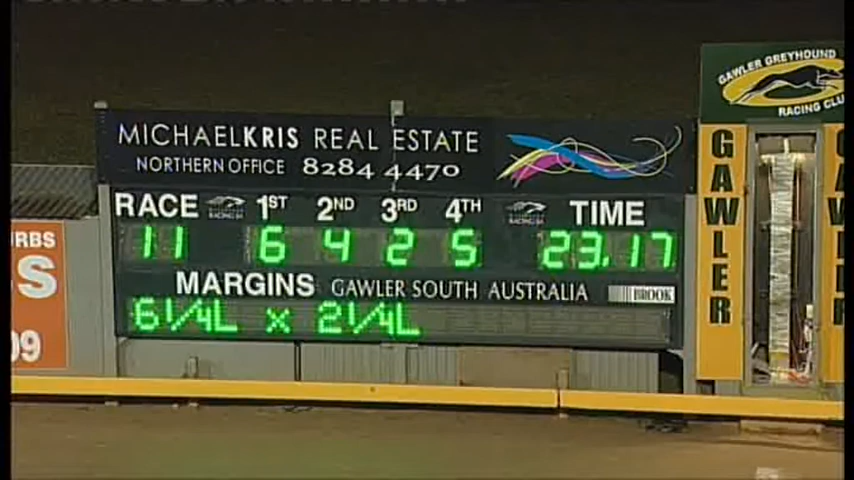 GAWLER GREYHOUND
RACING CLUB
MICHAELKRIS REAL ESTATE
NORTHERN OFFICE 8284 4470
RACE 1ST 2ND 3RD 4TH TIME
11 6 4 2 5 23.17
MARGINS GAWLER SOUTH AUSTRALIA BROOK
6 1/4L x 2 1/4L
GAWLER
RBS
S
09